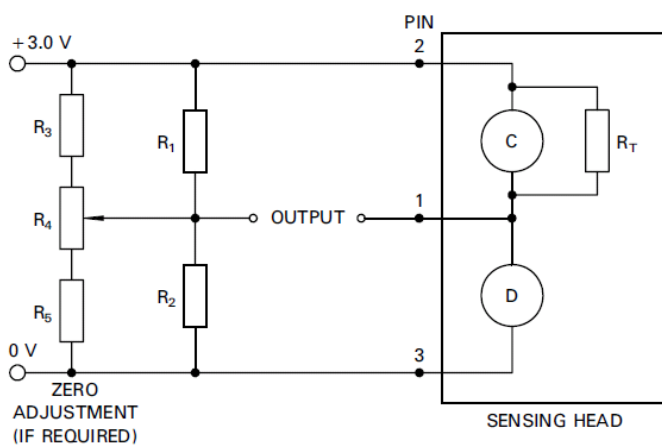 PIN
+3.0 V
2
R3
R1
C
RT
R4
OUTPUT
1
R2
D
R5
0 V
3
ZERO
ADJUSTMENT
(IF REQUIRED)
SENSING HEAD